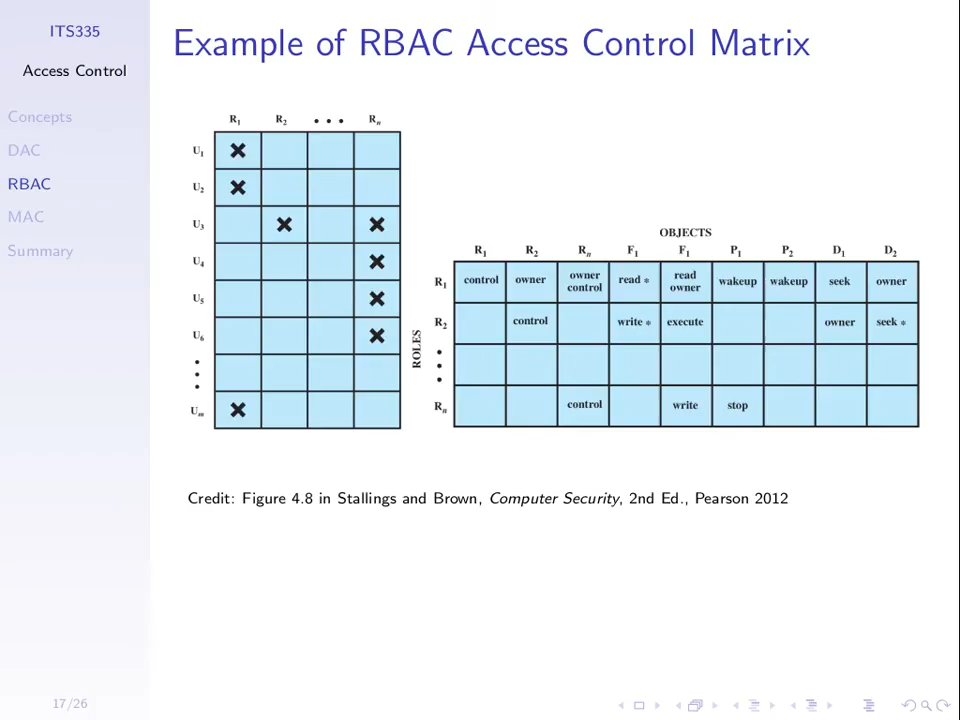 ITS335
Access Control
Concepts
DAC
RBAC
MAC
Summary
Example of RBAC Access Control Matrix
R1 R2 • • • Rn
U1 ✖
U2 ✖
U3 ✖ ✖
U4 ✖
U5 ✖
U6 ✖
•
•
•
Um ✖
OBJECTS
R1 R2 Rn F1 F1 P1 P2 D1 D2
ROLES
R1 control owner owner control read * read owner wakeup wakeup seek owner
R2 control write * execute owner seek *
•
•
•
Rn control write stop
Credit: Figure 4.8 in Stallings and Brown, Computer Security, 2nd Ed., Pearson 2012
17/26